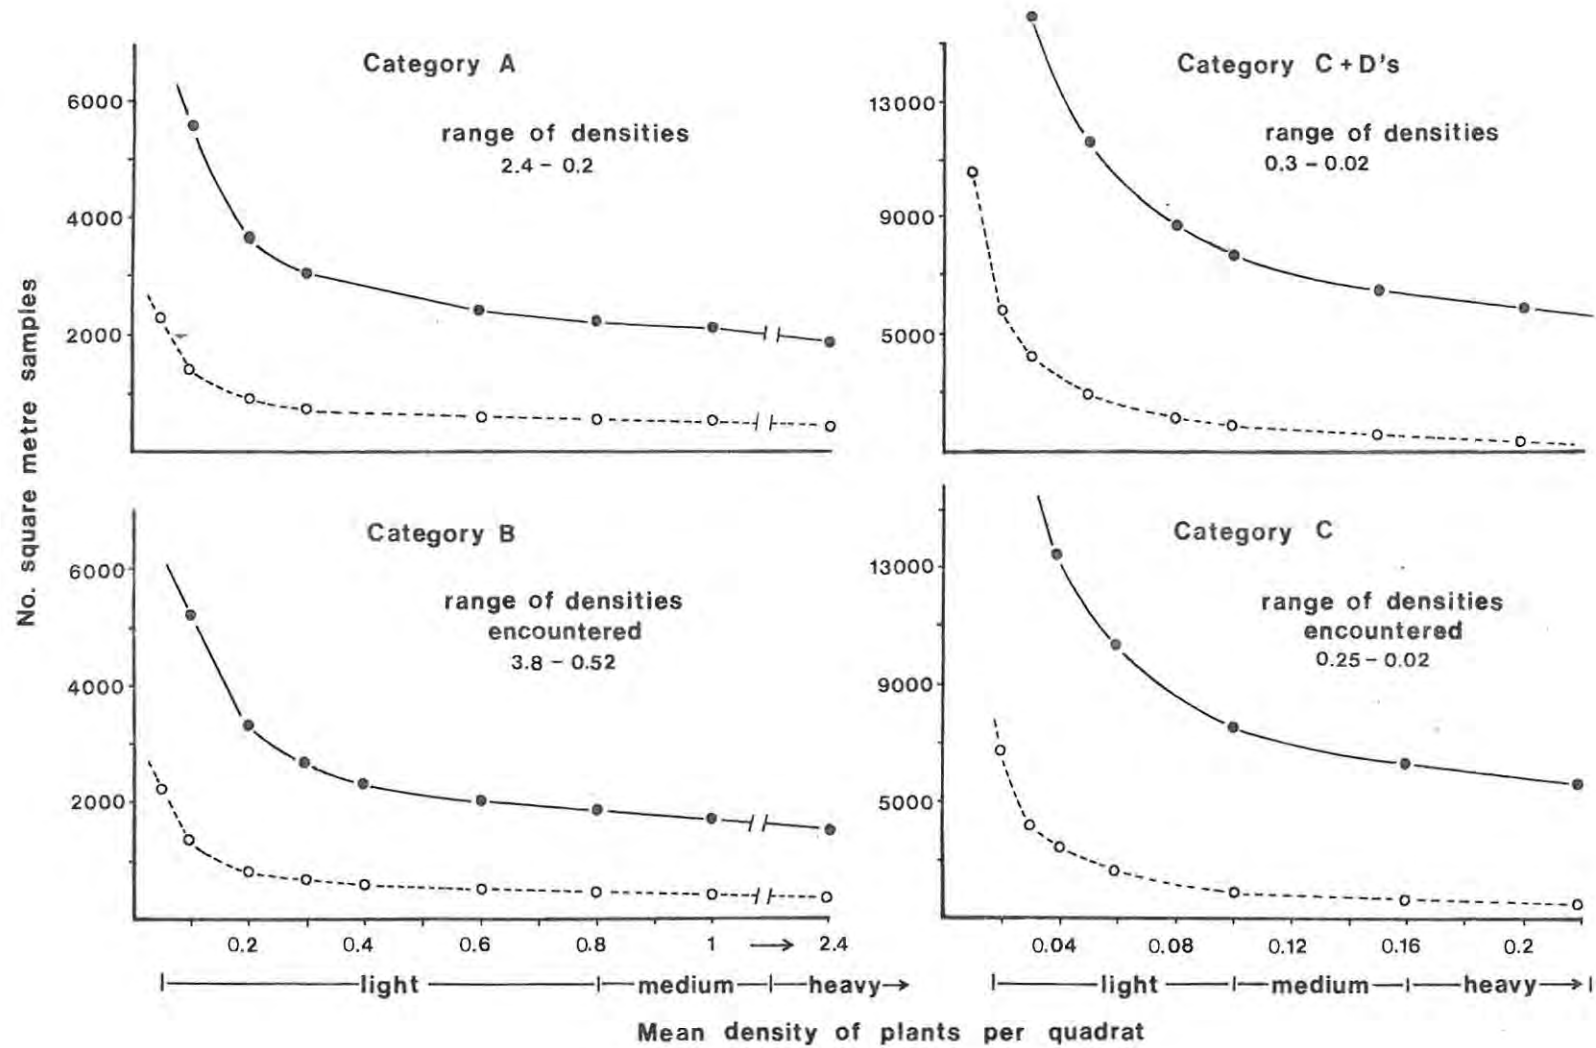 Category A
range of densities
2.4 – 0.2
6000
4000
2000
Category C + D's
range of densities
0.3 – 0.02
13000
9000
5000
No. square metre samples
Category B
range of densities
encountered
3.8 – 0.52
6000
4000
2000
0.2 0.4 0.6 0.8 1 → 2.4
light medium heavy
Category C
range of densities
encountered
0.25 – 0.02
13000
9000
5000
0.04 0.08 0.12 0.16 0.2
light medium heavy
Mean density of plants per quadrat